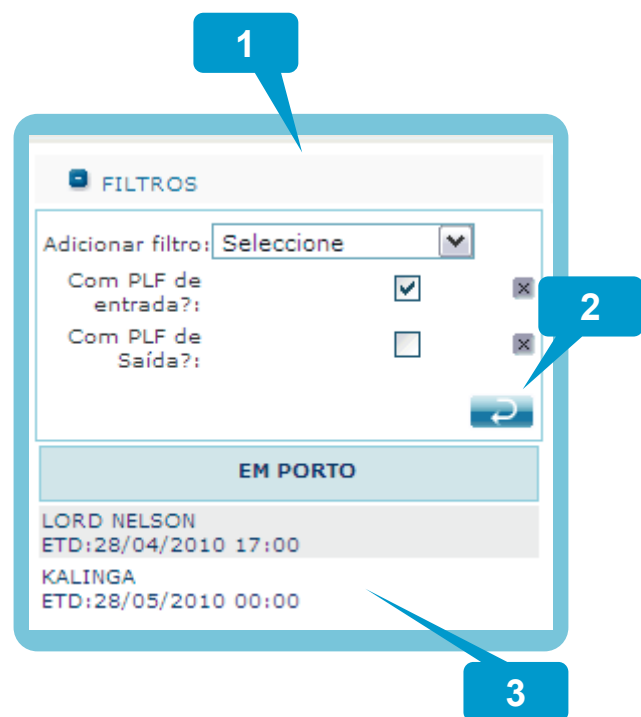 1
FILTROS
Adicionar filtro: Seleccione
Com PLF de
entrada?:
2
Com PLF de
Saída?:
EM PORTO
LORD NELSON
ETD:28/04/2010 17:00
KALINGA
ETD:28/05/2010 00:00
3